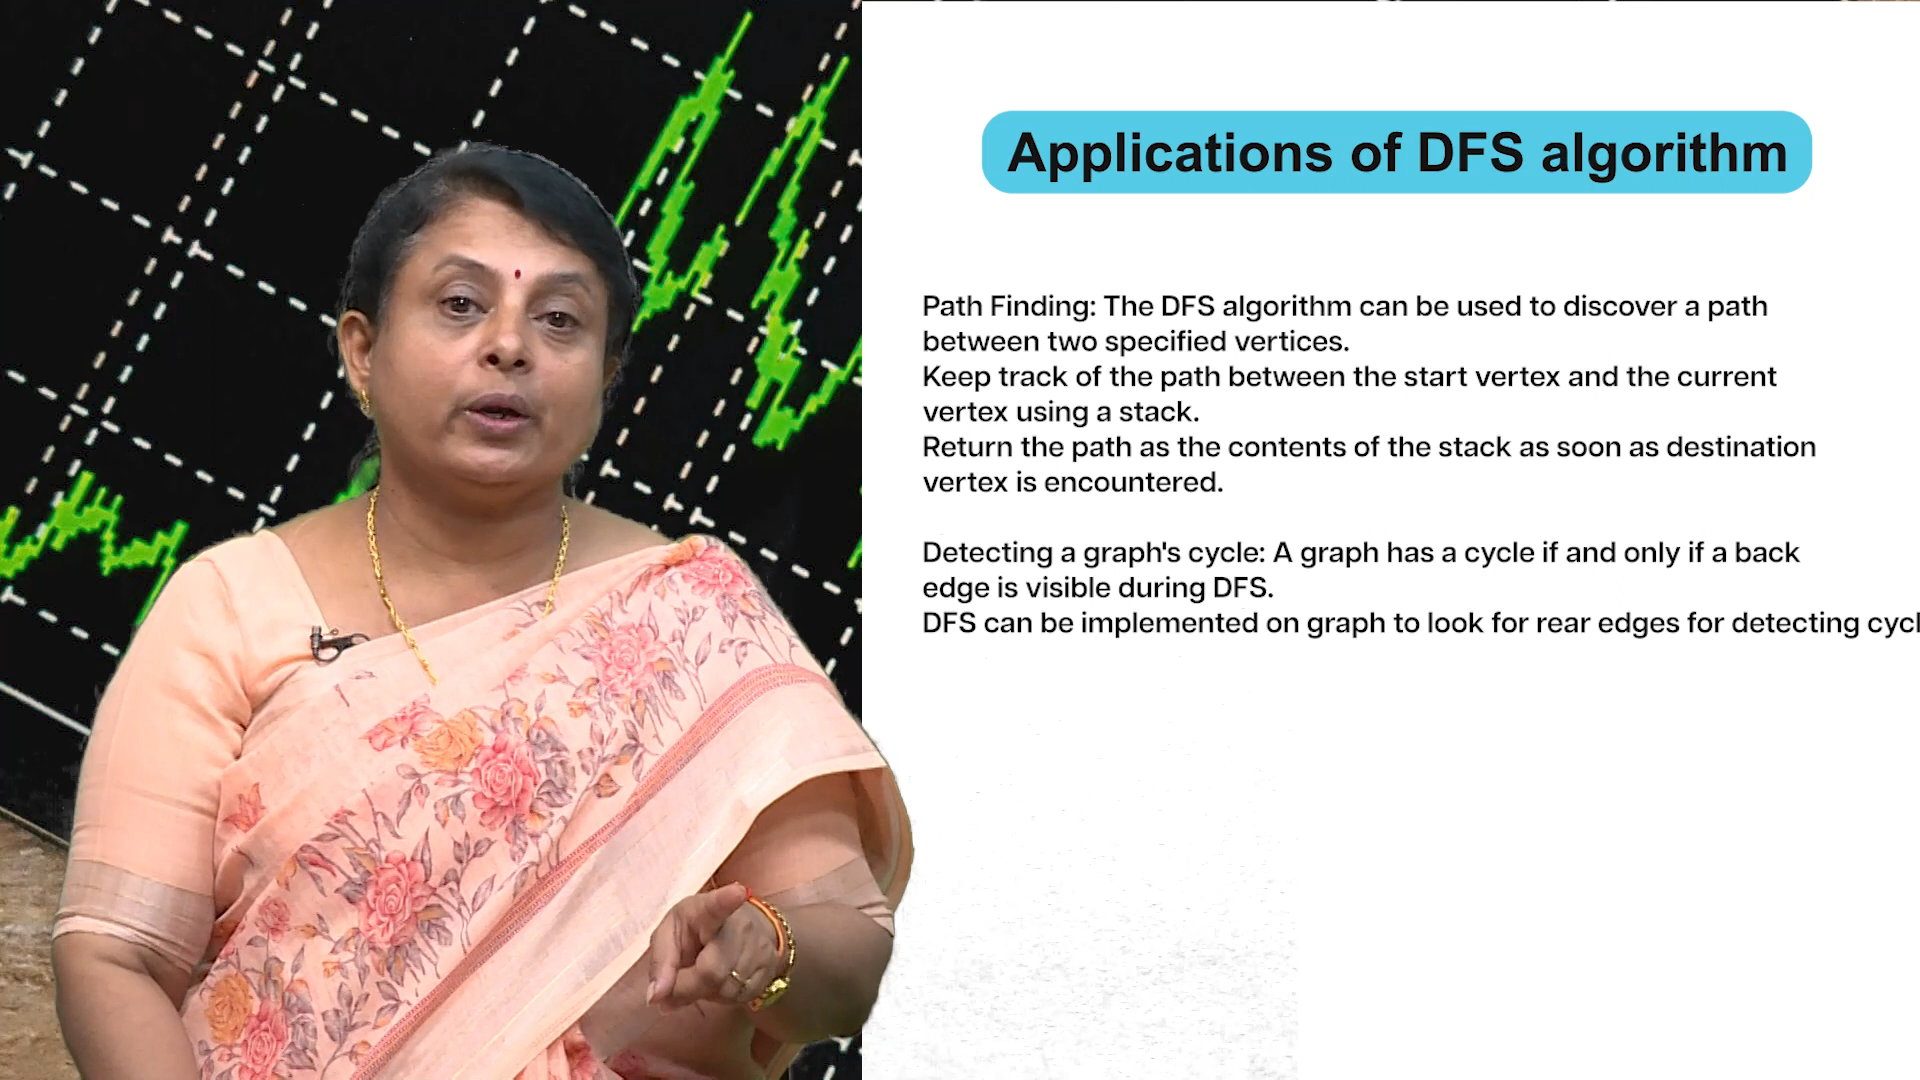 Applications of DFS algorithm
Path Finding: The DFS algorithm can be used to discover a path
between two specified vertices.
Keep track of the path between the start vertex and the current
vertex using a stack.
Return the path as the contents of the stack as soon as destination
vertex is encountered.
Detecting a graph's cycle: A graph has a cycle if and only if a back
edge is visible during DFS.
DFS can be implemented on graph to look for rear edges for detecting cycl